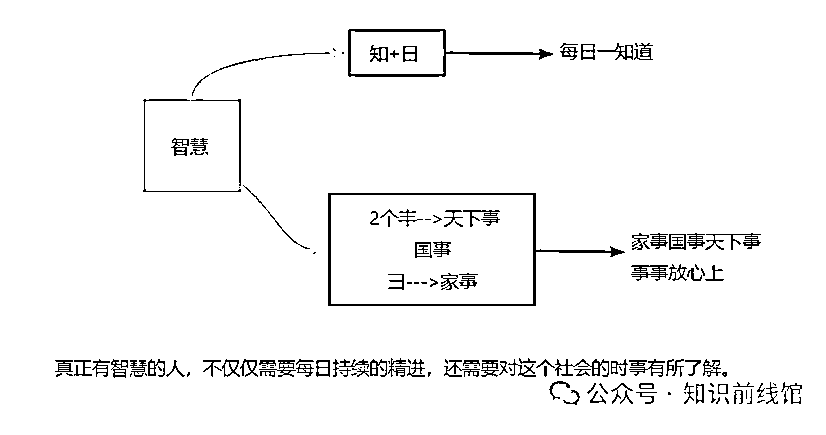 知+日
每日一知道
智慧
2个丰-->天下事
国事
彐--->家事
家事国事天下事
事事放心上
真正有智慧的人，不仅仅需要每日持续的精进，还需要对这个社会的时事有所了解。
公众号·知识前线馆